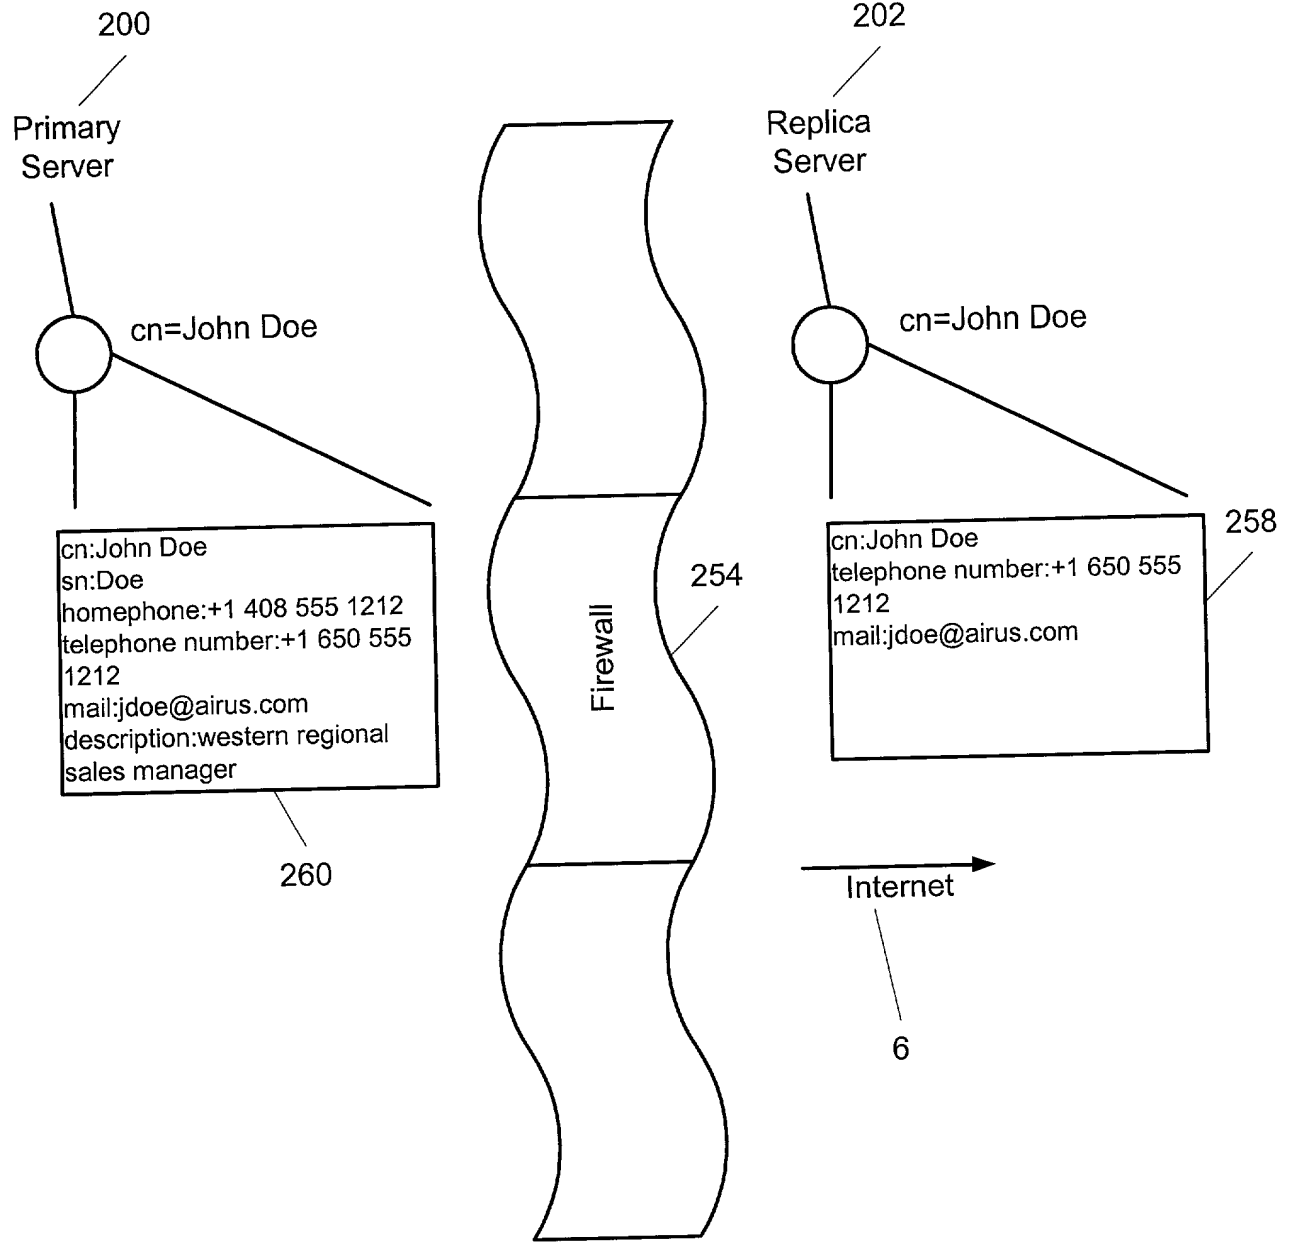 200
202
Primary
Server
Replica
Server
cn=John Doe
cn=John Doe
cn:John Doe
sn:Doe
homephone:+1 408 555 1212
telephone number:+1 650 555
1212
mail:jdoe@airus.com
description:western regional
sales manager
260
Firewall
254
cn:John Doe
telephone number:+1 650 555
1212
mail:jdoe@airus.com
258
Internet
6